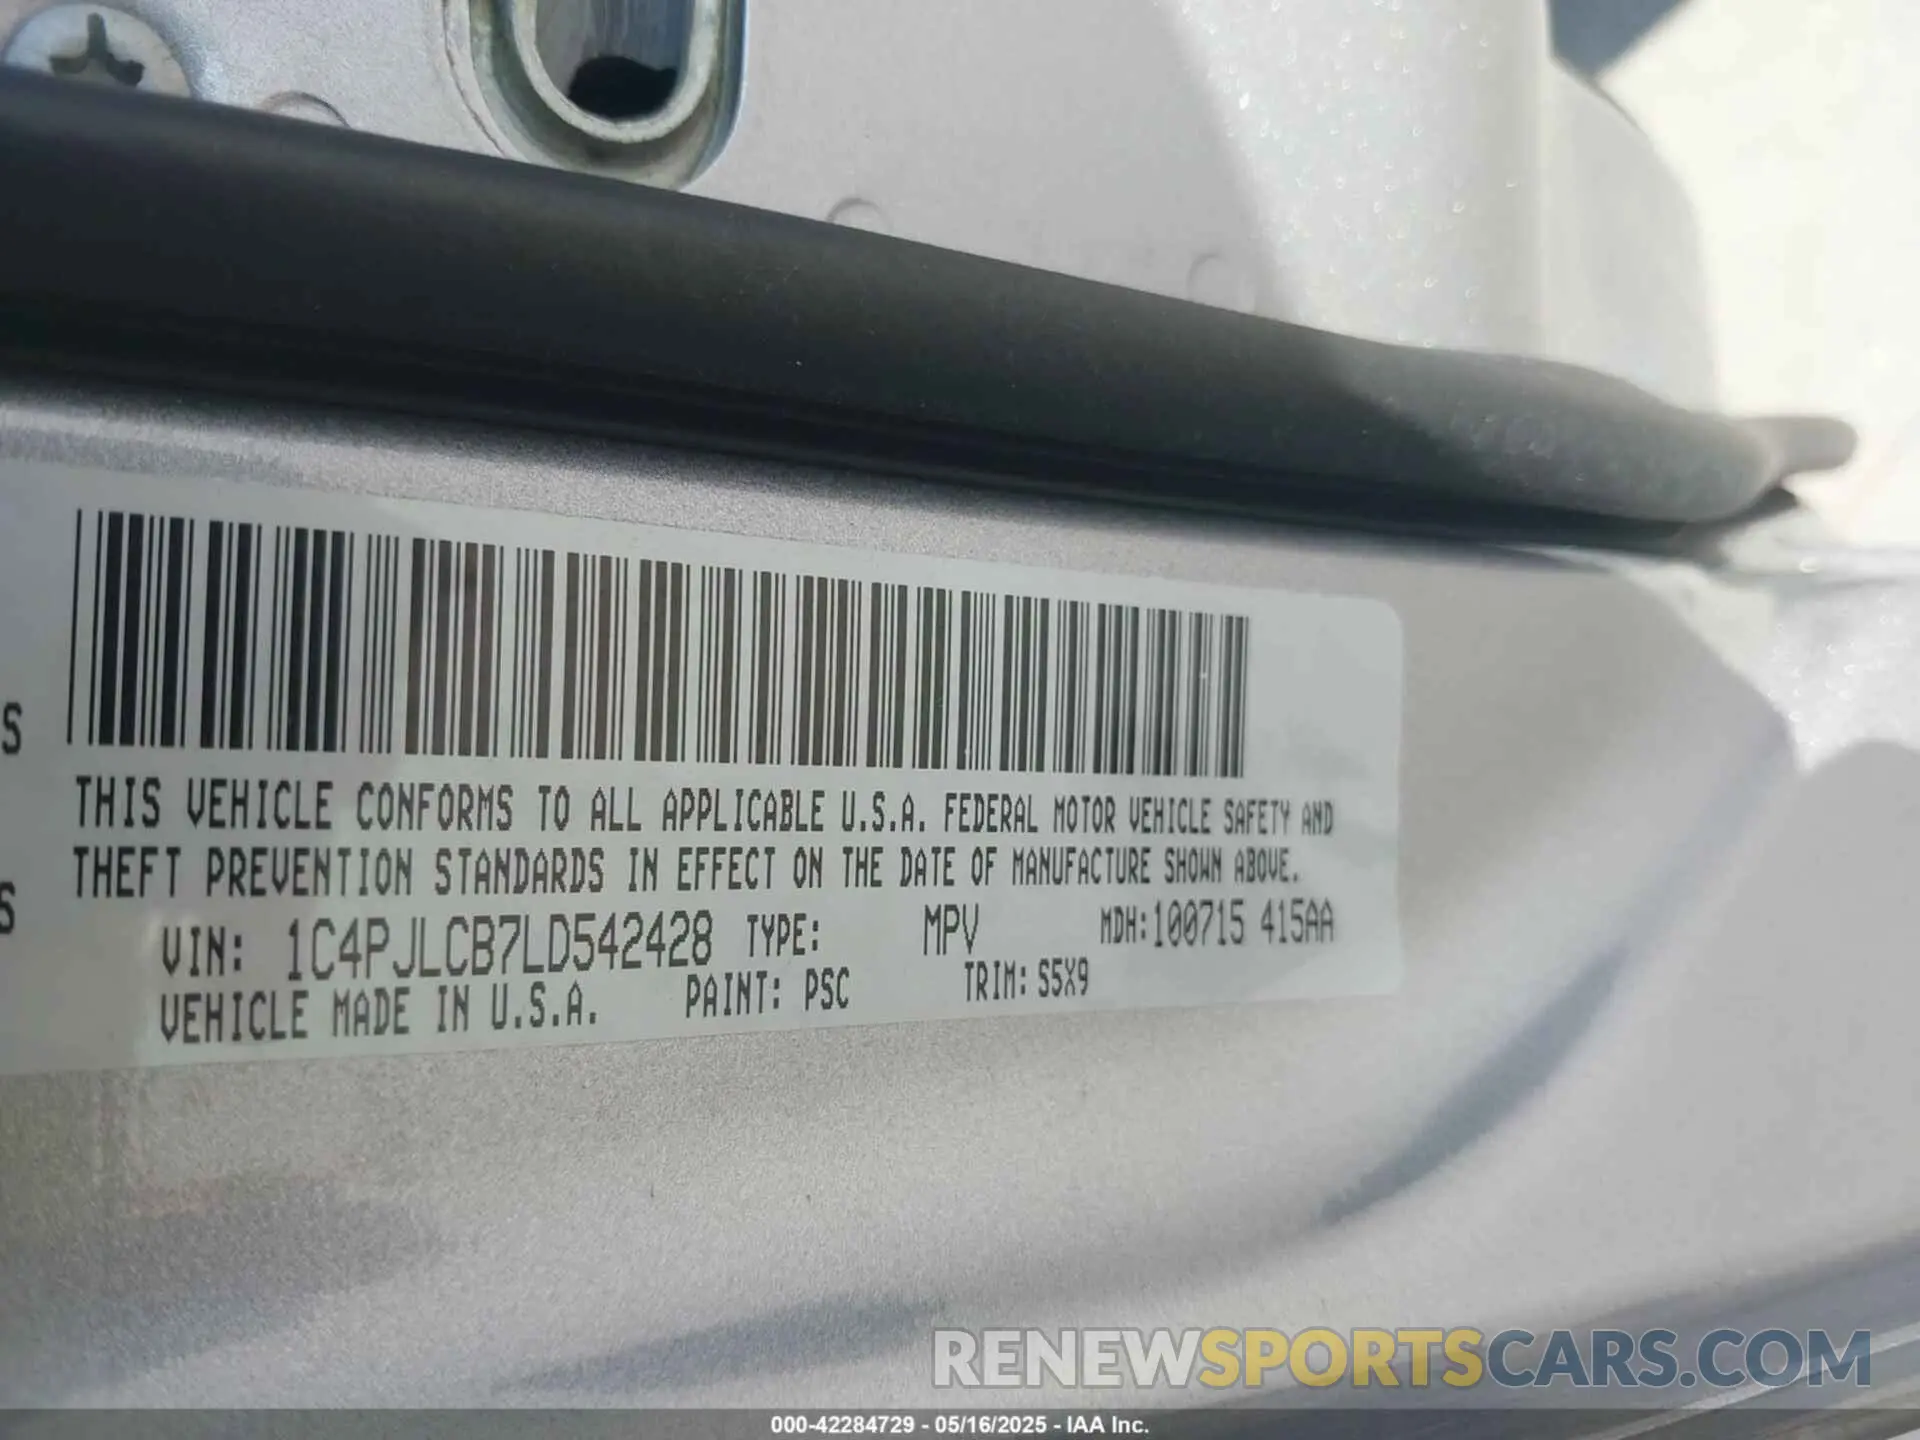 S
S
THIS VEHICLE CONFORMS TO ALL APPLICABLE U.S.A. FEDERAL MOTOR VEHICLE SAFETY AND
THEFT PREVENTION STANDARDS IN EFFECT ON THE DATE OF MANUFACTURE SHOWN ABOVE.
VIN: 1C4PJLCB7LD542428 TYPE: MPV MDH:100715 415AA
VEHICLE MADE IN U.S.A. PAINT: PSC TRIM: S5X9
RENEWSPORTSCARS.COM
000-42284729 - 05/16/2025 - IAA Inc.